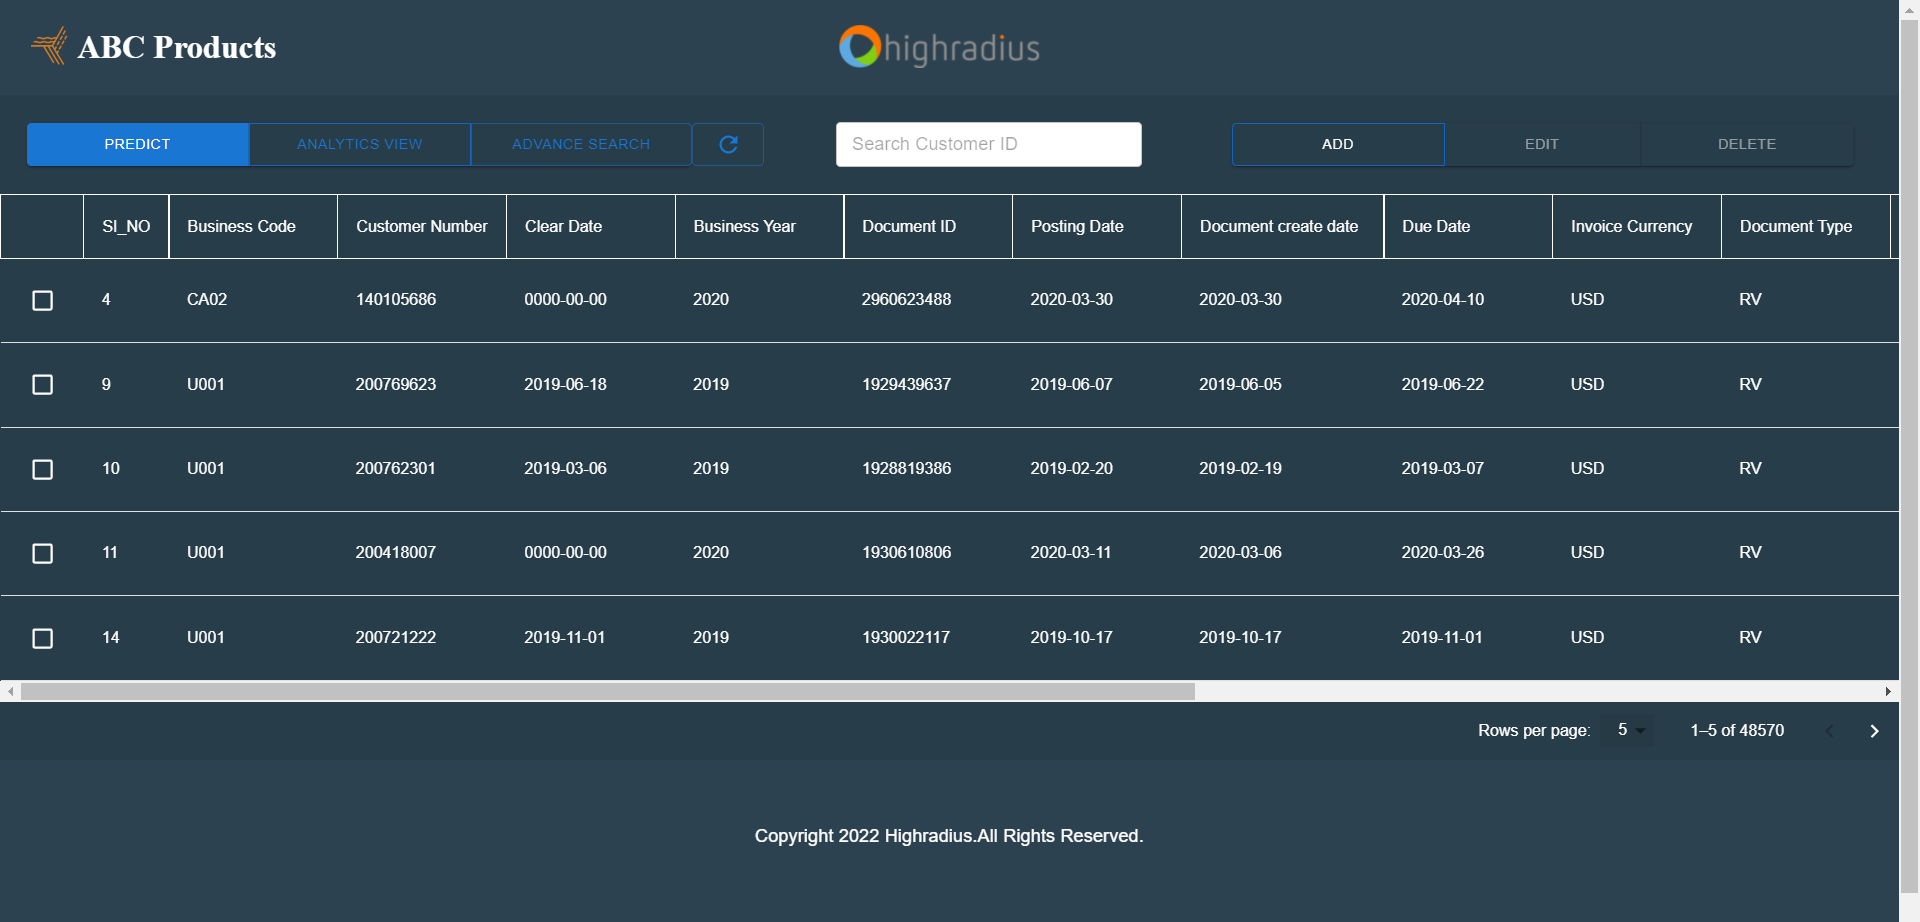 ABC Products
highradius
PREDICT ANALYTICS VIEW ADVANCE SEARCH Search Customer ID ADD EDIT DELETE
Sl_NO Business Code Customer Number Clear Date Business Year Document ID Posting Date Document create date Due Date Invoice Currency Document Type
4 CA02 140105686 0000-00-00 2020 2960623488 2020-03-30 2020-03-30 2020-04-10 USD RV
9 U001 200769623 2019-06-18 2019 1929439637 2019-06-07 2019-06-05 2019-06-22 USD RV
10 U001 200762301 2019-03-06 2019 1928819386 2019-02-20 2019-02-19 2019-03-07 USD RV
11 U001 200418007 0000-00-00 2020 1930610806 2020-03-11 2020-03-06 2020-03-26 USD RV
14 U001 200721222 2019-11-01 2019 1930022117 2019-10-17 2019-10-17 2019-11-01 USD RV
Rows per page: 5 1–5 of 48570
Copyright 2022 Highradius.All Rights Reserved.